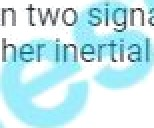 n two signa
her inertial